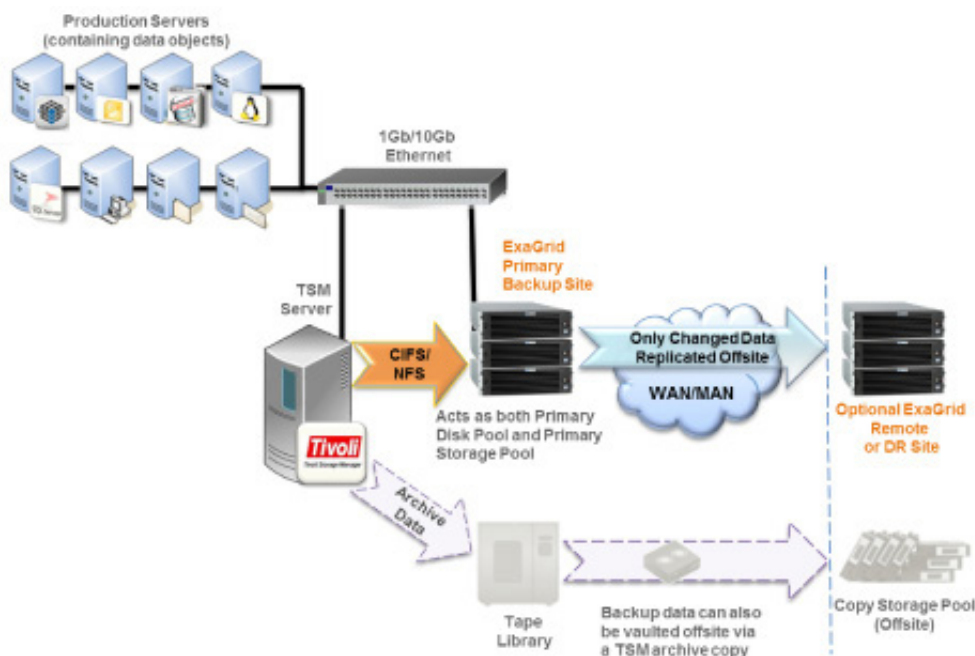 Production Servers
(containing data objects)
1Gb/10Gb
Ethernet
ExaGrid
Primary
Backup Site
TSM
Server
CIFS/
NFS
Only Changed Data
Replicated Offsite
WAN/MAN
Acts as both Primary
Disk Pool and Primary
Storage Pool
Optional ExaGrid
Remote
or DR Site
Tivoli
Tivoli Storage Manager
Archive
Data
Tape
Library
Backup data can also
be vaulted offsite via
a TSM archive copy
Copy Storage Pool
(Offsite)